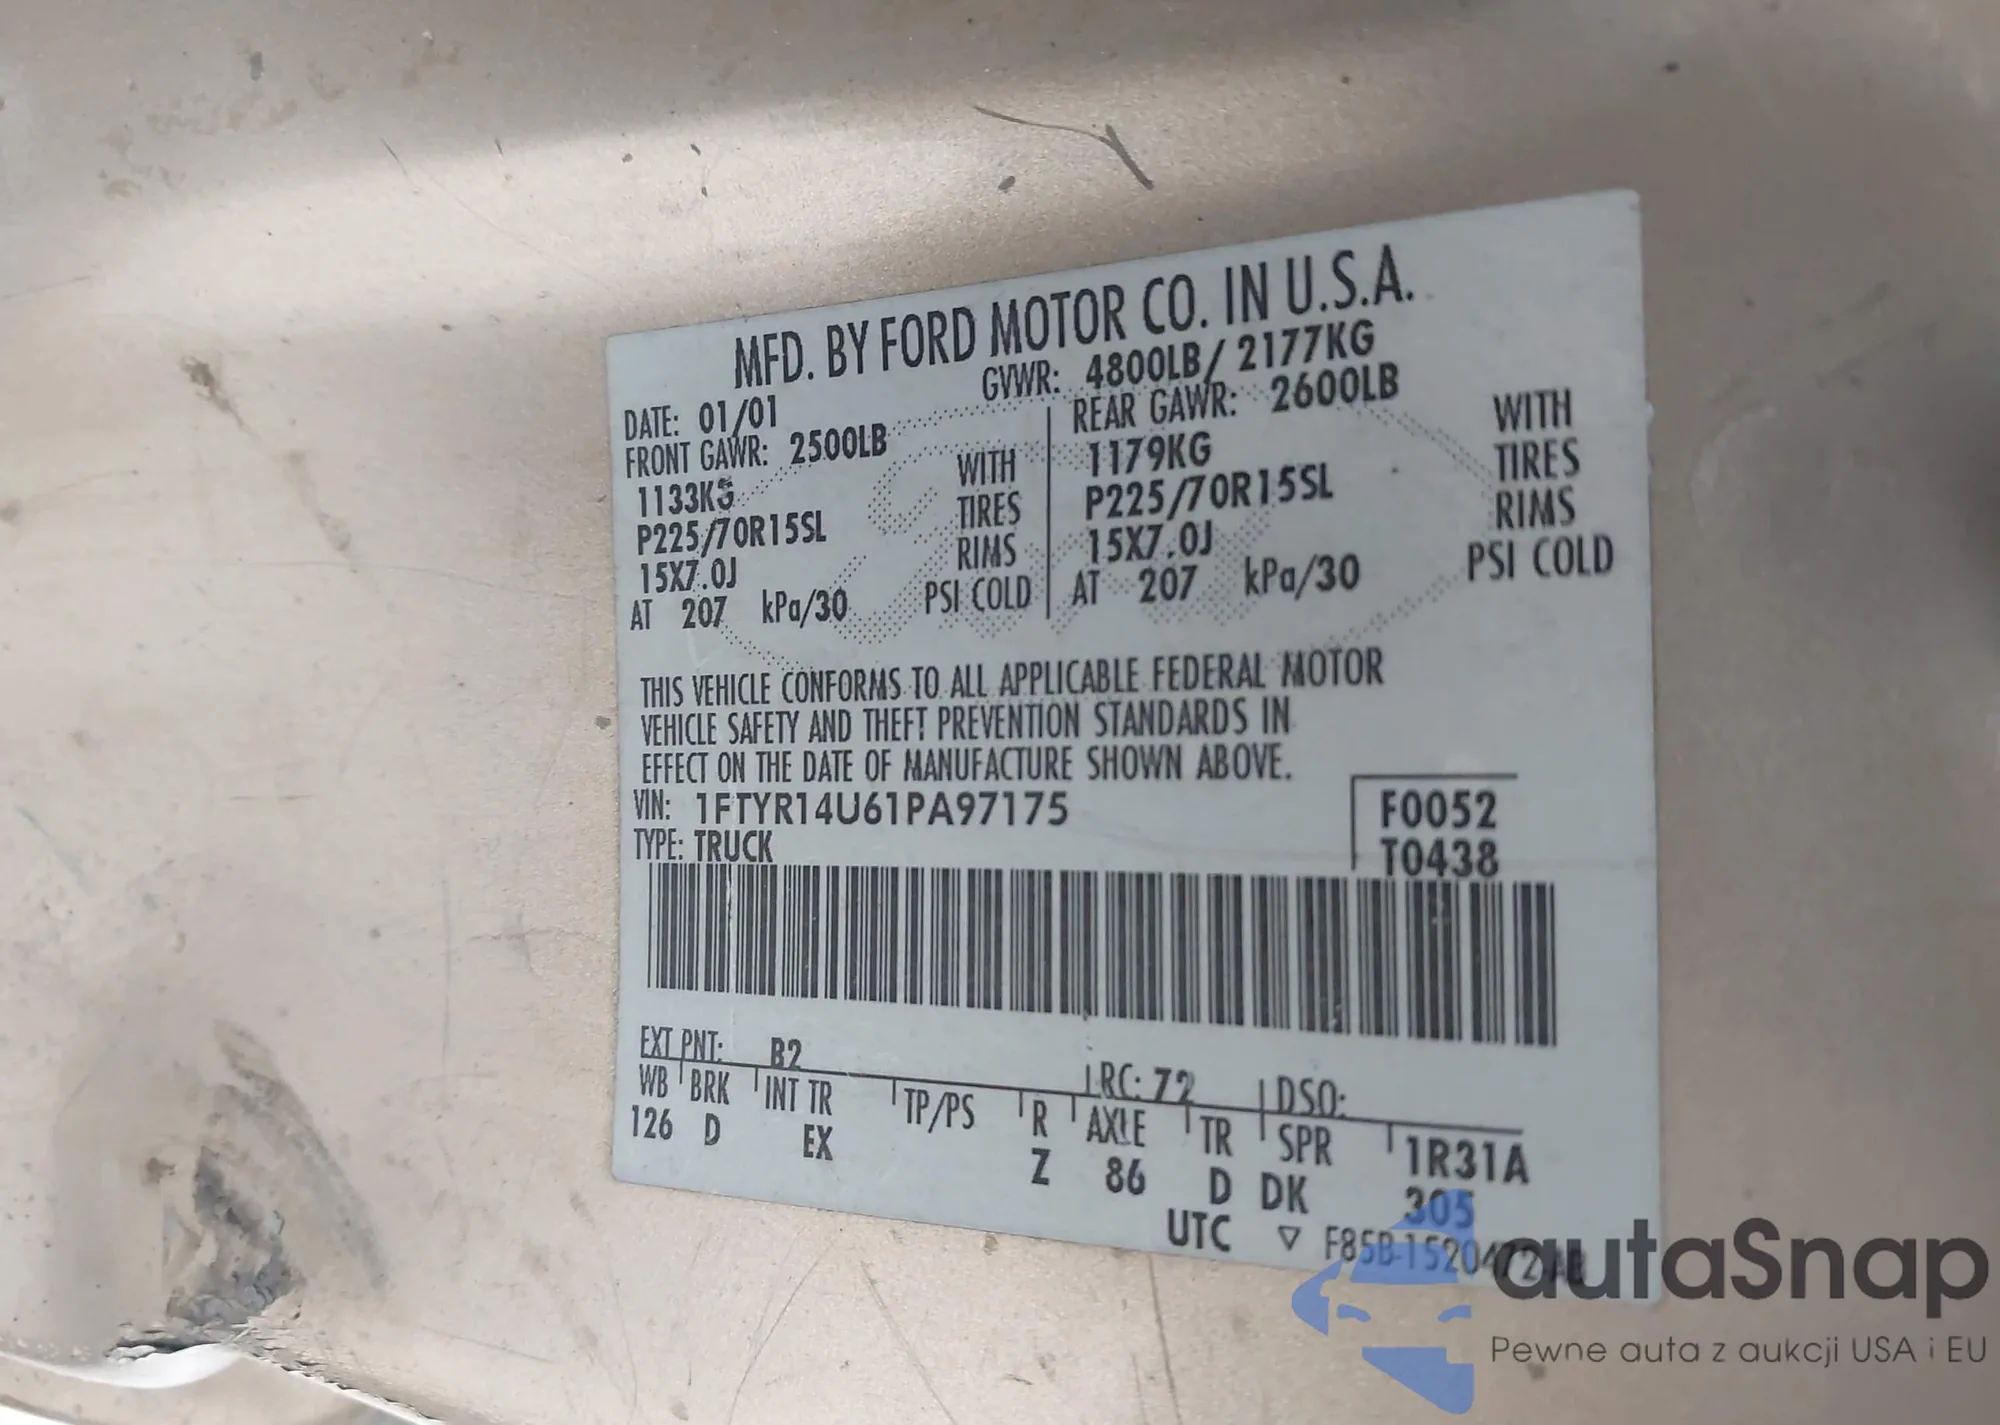 MFD. BY FORD MOTOR CO. IN U.S.A.
DATE: 01/01 GVWR: 4800LB/ 2177KG
FRONT GAWR: 2500LB REAR GAWR: 2600LB
1133KG WITH 1179KG WITH
P225/70R15SL TIRES P225/70R15SL TIRES
15X7.0J RIMS 15X7.0J RIMS
AT 207 kPa/30 PSI COLD AT 207 kPa/30 PSI COLD
THIS VEHICLE CONFORMS TO ALL APPLICABLE FEDERAL MOTOR
VEHICLE SAFETY AND THEFT PREVENTION STANDARDS IN
EFFECT ON THE DATE OF MANUFACTURE SHOWN ABOVE.
VIN: 1FTYR14U61PA97175 F0052
TYPE: TRUCK T0438
EXT PNT: B2 RC: 72 DSO:
WB BRK INT TR TP/PS R AXLE TR SPR 1R31A
126 D EX Z 86 D DK 305
UTC ▽ F85B-1520472-AB
autaSnap
Pewne auta z aukcji USA i EU